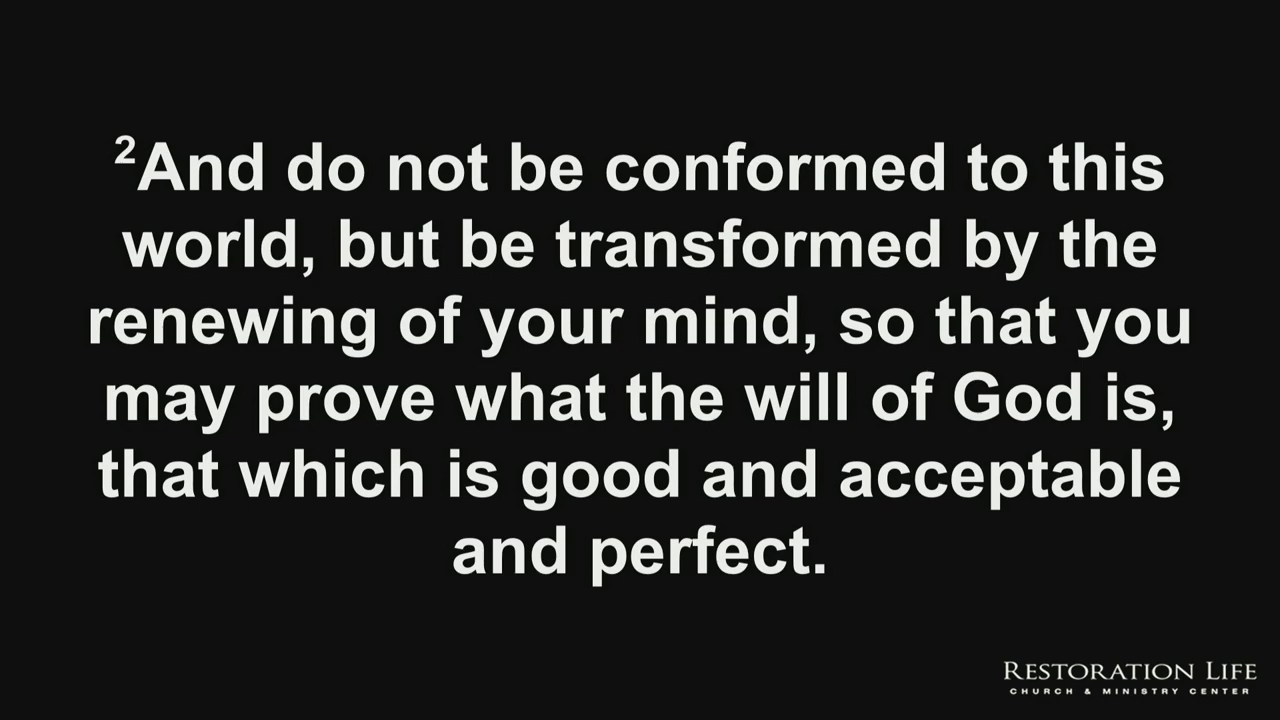 ²And do not be conformed to this
world, but be transformed by the
renewing of your mind, so that you
may prove what the will of God is,
that which is good and acceptable
and perfect.
RESTORATION LIFE
CHURCH & MINISTRY CENTER